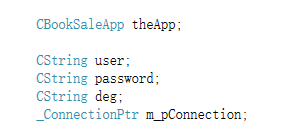 CBookSaleApp theApp;
CString user;
CString password;
CString deg;
_ConnectionPtr m_pConnection;